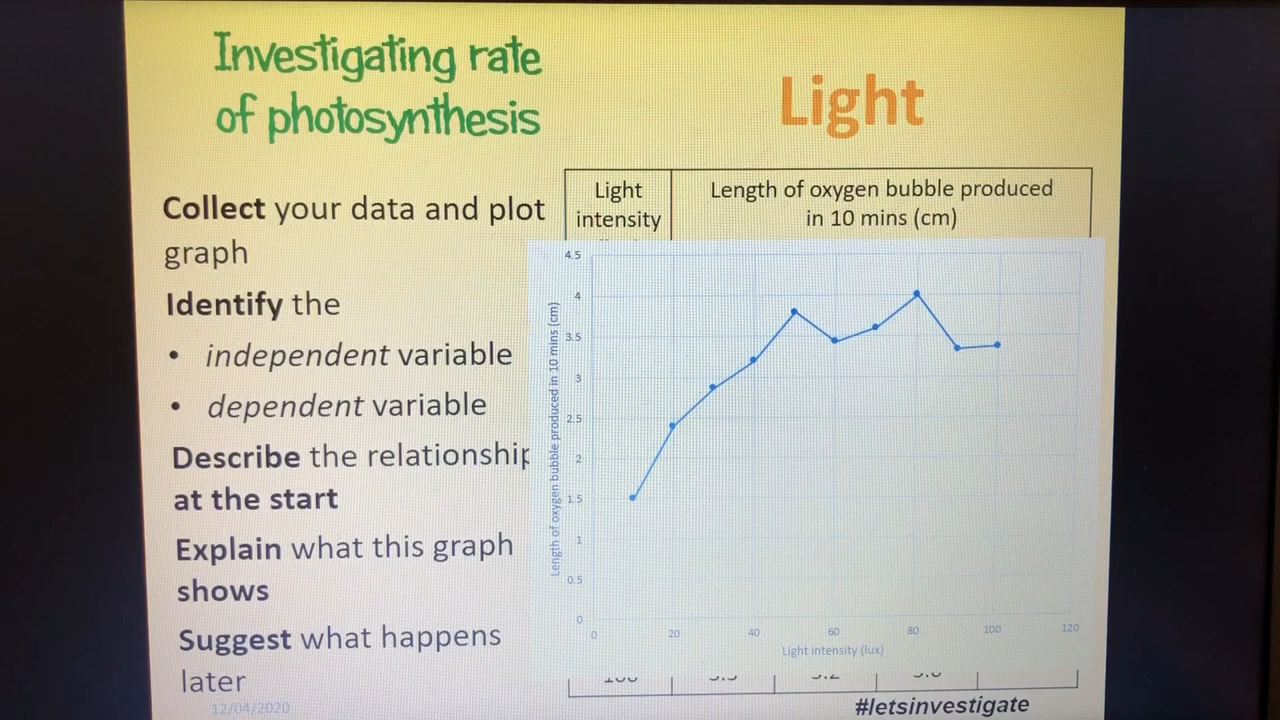 Investigating rate
of photosynthesis
Light
Collect your data and plot
graph
Identify the
• independent variable
• dependent variable
Describe the relationship
at the start
Explain what this graph
shows
Suggest what happens
later
12/04/2020
Light
intensity
Length of oxygen bubble produced
in 10 mins (cm)
Length of oxygen bubble produced in 10 mins (cm)
4.5
4
3.5
3
2.5
2
1.5
1
0.5
0
0 20 40 60 80 100 120
Light intensity (lux)
#letsinvestigate